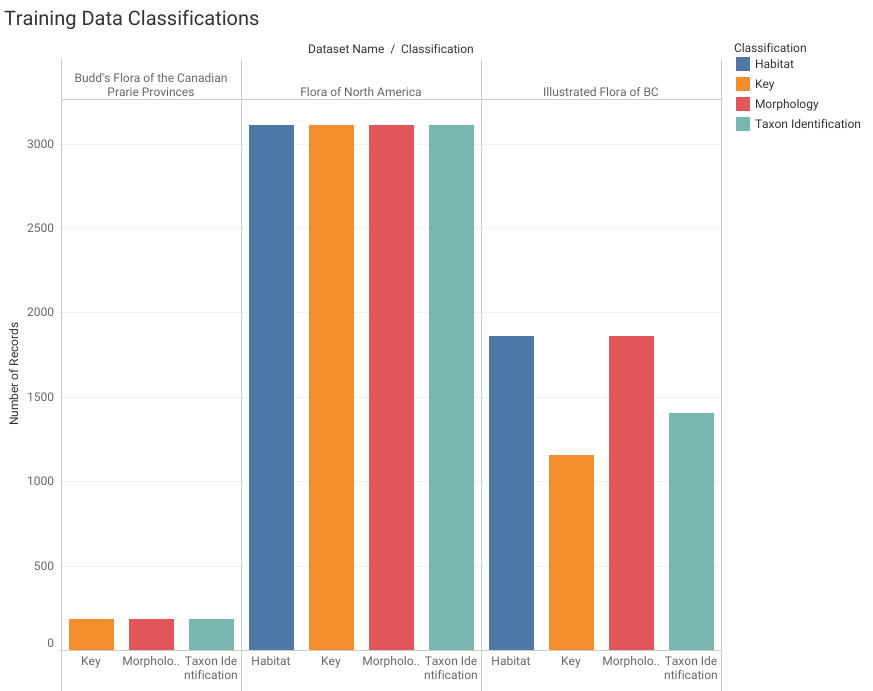 Training Data Classifications
Dataset Name / Classification
Budd's Flora of the Canadian
Prarie Provinces
Flora of North America
Illustrated Flora of BC
Classification
Habitat
Key
Morphology
Taxon Identification
Number of Records
3000
2500
2000
1500
1000
500
0
Key
Morpholo..
Taxon Ide
ntification
Habitat
Key
Morpholo..
Taxon Ide
ntification
Habitat
Key
Morpholo..
Taxon Ide
ntification